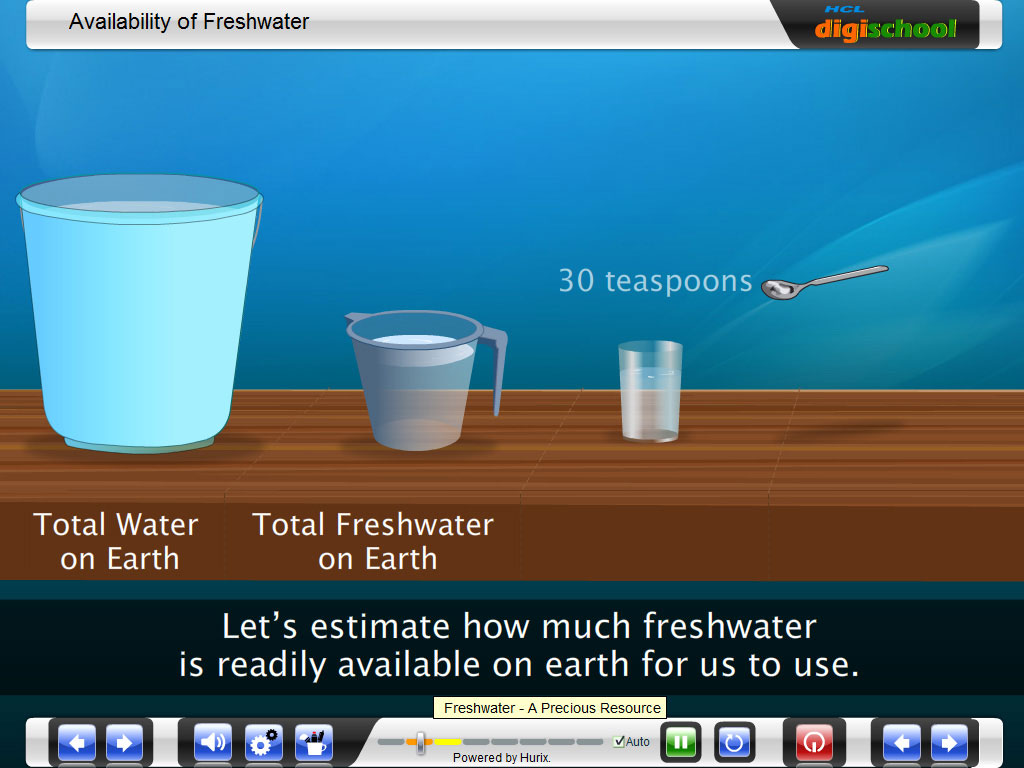 Availability of Freshwater
HCL
digischool
30 teaspoons
Total Water
on Earth
Total Freshwater
on Earth
Let’s estimate how much freshwater
is readily available on earth for us to use.
Freshwater - A Precious Resource
Auto
Powered by Hurix.